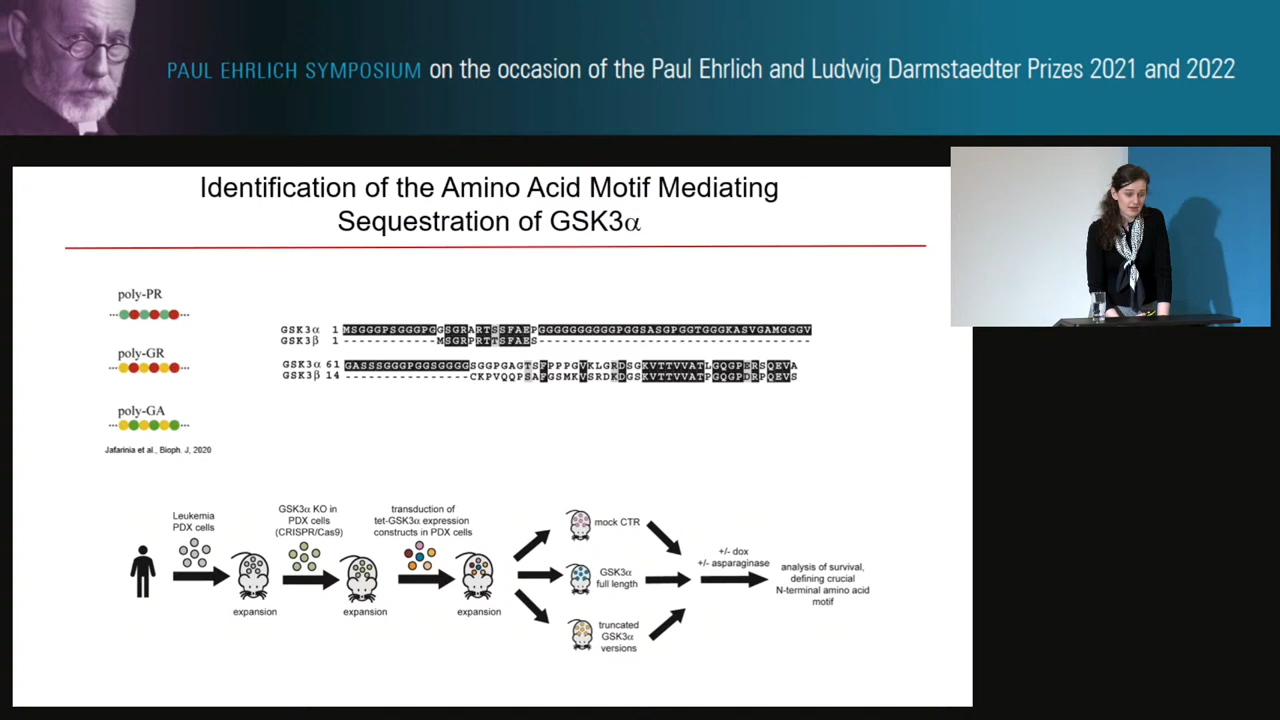 PAUL EHRLICH SYMPOSIUM on the occasion of the Paul Ehrlich and Ludwig Darmstaedter Prizes 2021 and 2022
Identification of the Amino Acid Motif Mediating
Sequestration of GSK3α
poly-PR
poly-GR
poly-GA
Jafarinia et al., Bioph. J, 2020
GSK3α 1 MSGGGPSGGGPGGSGRARTSSFAEPGGGGGGGGGGPGGSASGPGGTGGGKASVGAMGGGV
GSK3β 1 ------------MSGRPRTTSFAES-----------------------------------
GSK3α 61 GASSSGGGPGGSGGGGSGGPGAGTSFPPPGVKLGRDSGKVTTVVATLGQGPERSQEVA
GSK3β 14 ----------------CKPVQQPSAFGSMKVSRDKDGSKVTTVVATPGQGPDRPQEVS
Leukemia
PDX cells
expansion
GSK3α KO in
PDX cells
(CRISPR/Cas9)
expansion
transduction of
tet-GSK3α expression
constructs in PDX cells
expansion
mock CTR
GSK3α
full length
truncated
GSK3α
versions
+/- dox
+/- asparaginase
analysis of survival,
defining crucial
N-terminal amino acid
motif